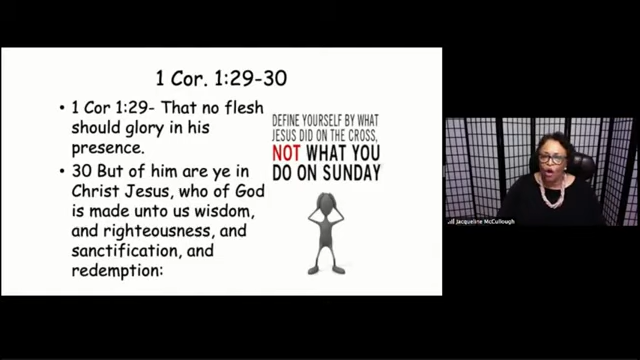 1 Cor. 1:29-30
• 1 Cor 1:29- That no flesh
should glory in his
presence.
• 30 But of him are ye in
Christ Jesus, who of God
is made unto us wisdom,
and righteousness, and
sanctification, and
redemption:
DEFINE YOURSELF BY WHAT
JESUS DID ON THE CROSS,
NOT WHAT YOU
DO ON SUNDAY
Jacqueline McCullough